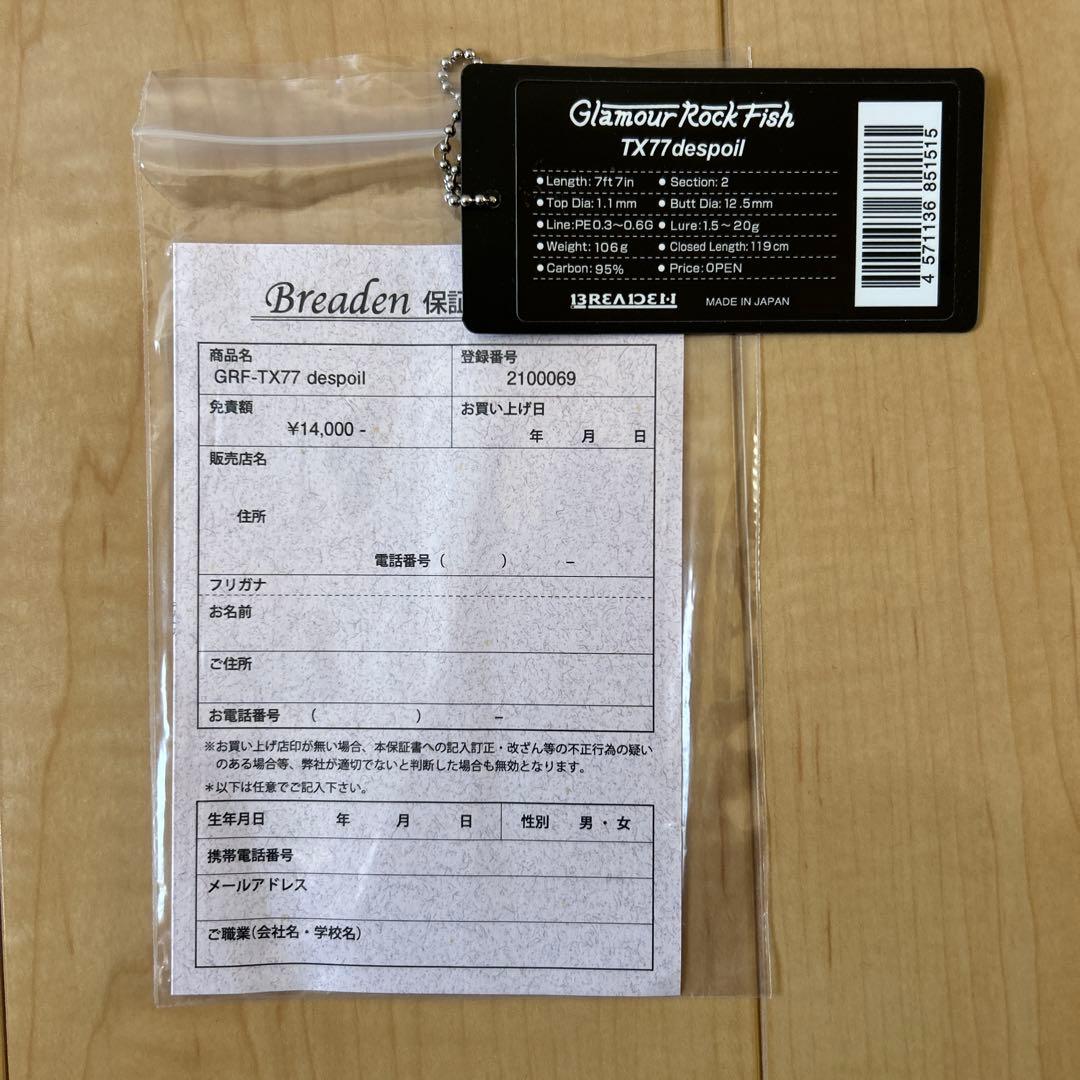 Glamour Rock Fish
TX77despoil
●Length: 7ft 7in ●Section: 2
●Top Dia: 1.1mm ●Butt Dia: 12.5mm
●Line:PE0.3〜0.6G ●Lure:1.5〜20g
●Weight: 106g ●Closed Length: 119cm
●Carbon: 95% ●Price: OPEN
BREADEN MADE IN JAPAN
4 571136 851515
Breaden 保証
商品名 登録番号
GRF-TX77 despoil 2100069
免責額 お買い上げ日
¥14,000 - 年 月 日
販売店名
住所
電話番号 ( ) −
フリガナ
お名前
ご住所
お電話番号 ( ) −
※お買い上げ店印が無い場合、本保証書への記入訂正・改ざん等の不正行為の疑い
のある場合等、弊社が適切でないと判断した場合も無効となります。
＊以下は任意でご記入下さい。
生年月日 年 月 日 性別 男・女
携帯電話番号
メールアドレス
ご職業(会社名・学校名)